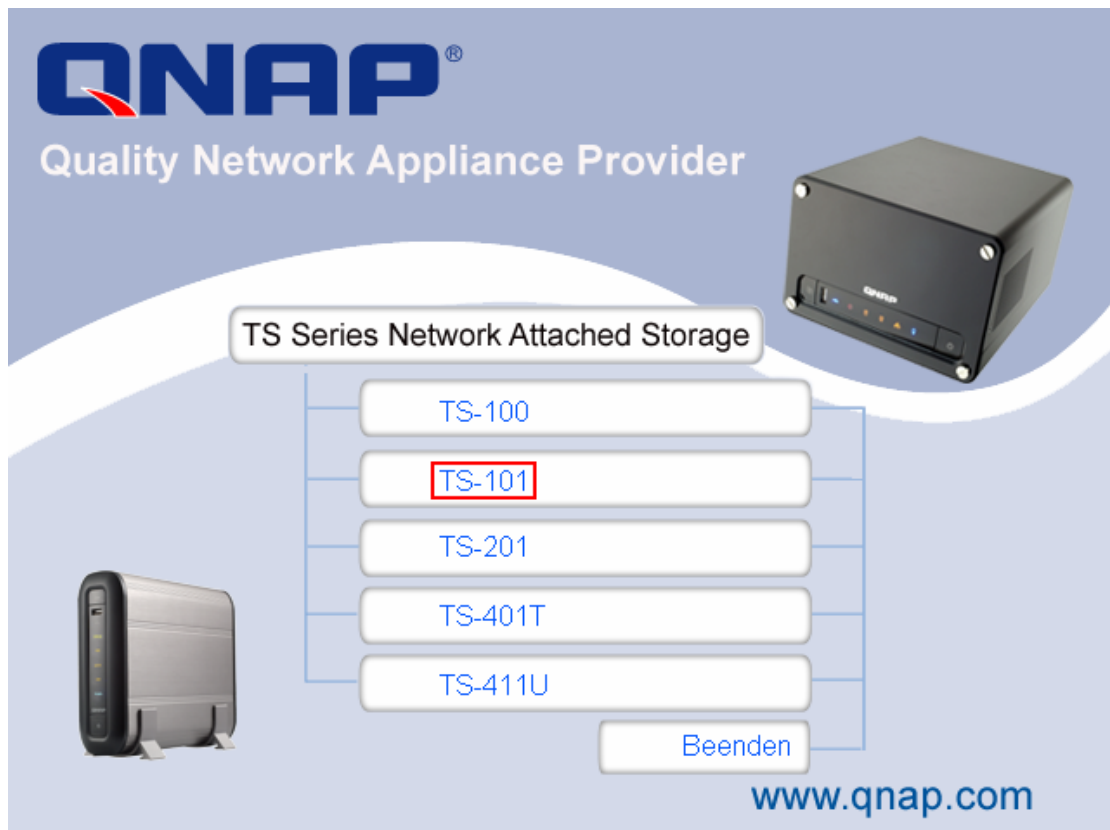 QNAP®
Quality Network Appliance Provider
QNAP
TS Series Network Attached Storage
TS-100
TS-101
TS-201
TS-401T
TS-411U
Beenden
www.qnap.com